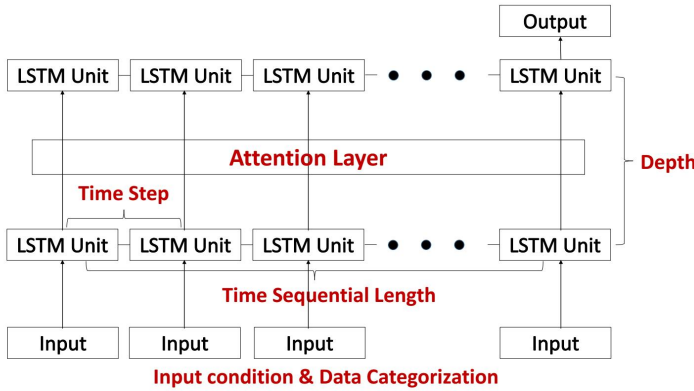 Output
LSTM Unit LSTM Unit LSTM Unit LSTM Unit
Attention Layer
Depth
Time Step
LSTM Unit LSTM Unit LSTM Unit LSTM Unit
Time Sequential Length
Input Input Input Input
Input condition & Data Categorization